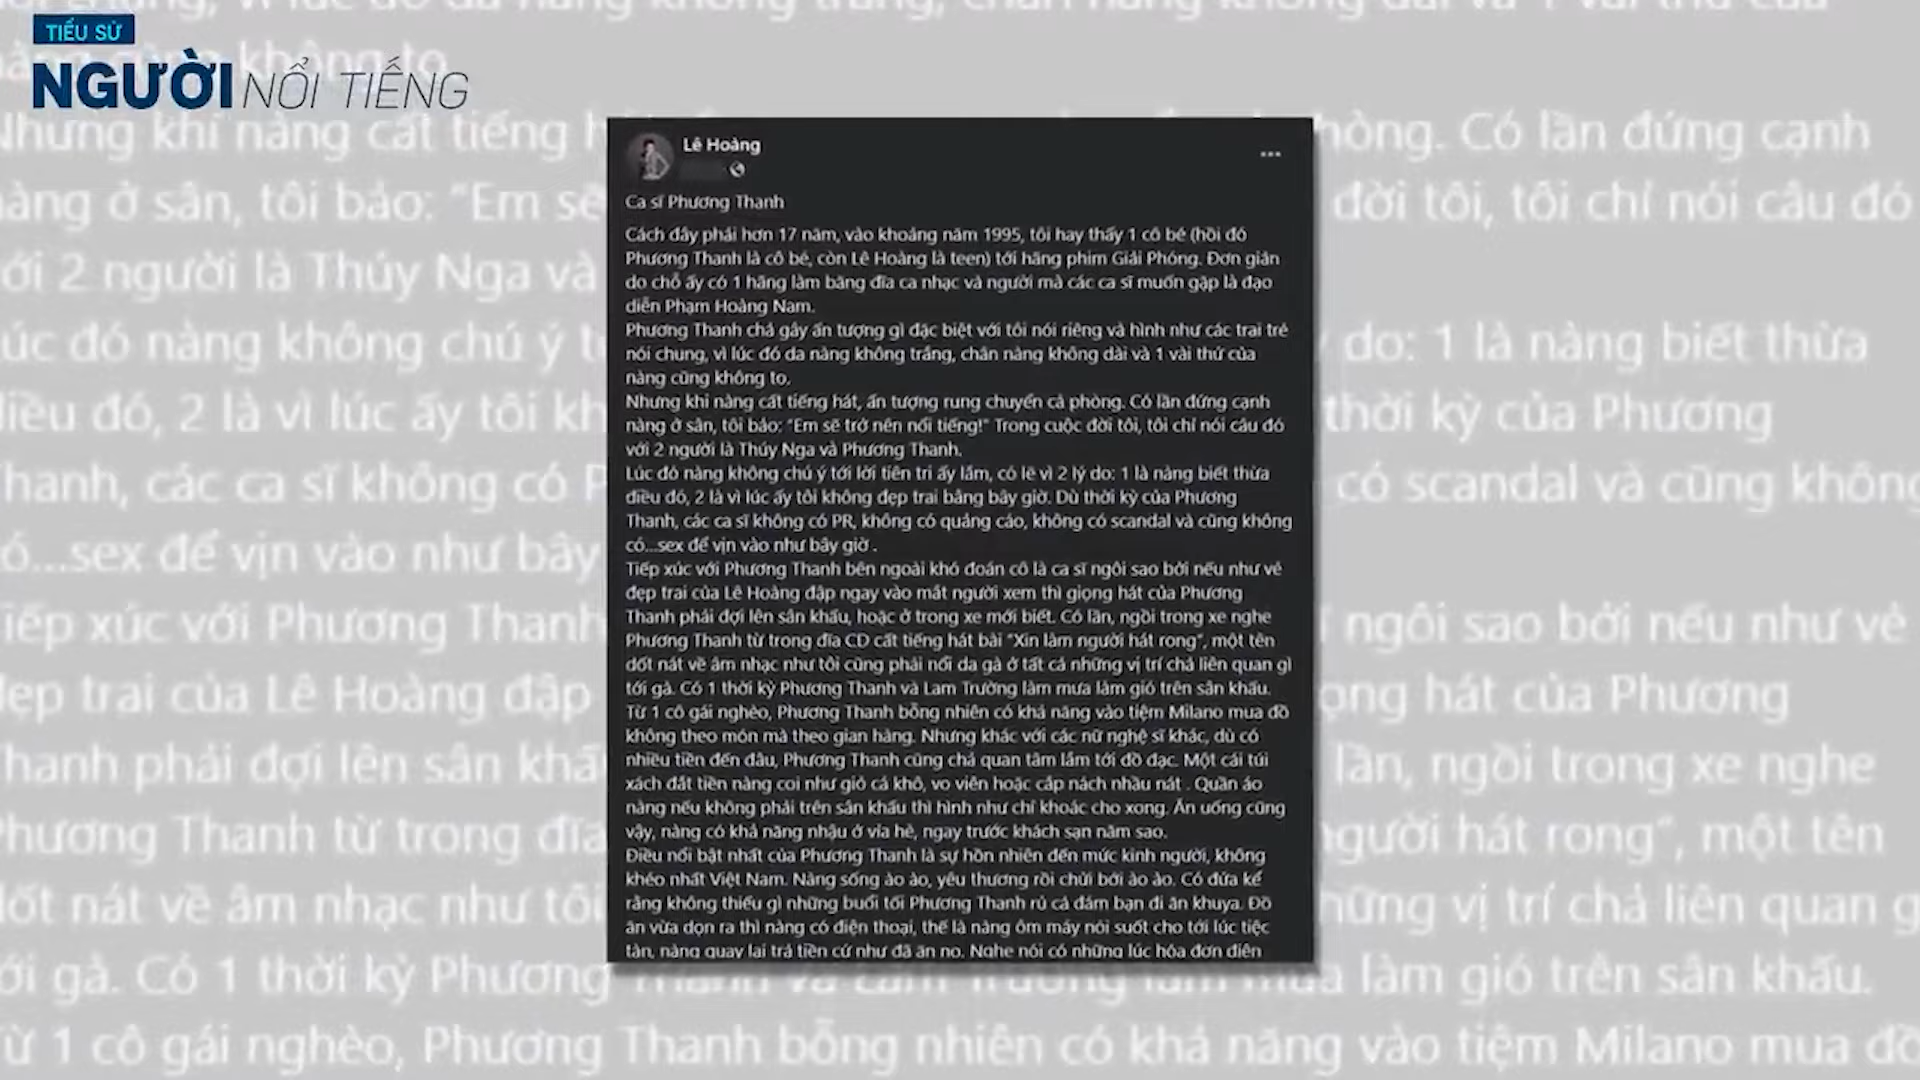 TIỂU SỬ
NGƯỜI NỔI TIẾNG
Lê Hoàng
Ca sĩ Phương Thanh
Cách đây phải hơn 17 năm, vào khoảng năm 1995, tôi hay thấy 1 cô bé (hồi đó
Phương Thanh là cô bé, còn Lê Hoàng là teen) tới hãng phim Giải Phóng. Đơn giản
do chỗ ấy có 1 hãng làm băng đĩa ca nhạc và người mà các ca sĩ muốn gặp là đạo
diễn Phạm Hoàng Nam.
Phương Thanh chả gây ấn tượng gì đặc biệt với tôi nói riêng và hình như các trai trẻ
nói chung, vì lúc đó da nàng không trắng, chân nàng không dài và 1 vài thứ của
nàng cũng không to.
Nhưng khi nàng cất tiếng hát, ấn tượng rung chuyển cả phòng. Có lần đứng cạnh
nàng ở sân, tôi bảo: "Em sẽ trở nên nổi tiếng!" Trong cuộc đời tôi, tôi chỉ nói câu đó
với 2 người là Thúy Nga và Phương Thanh.
Lúc đó nàng không chú ý tới lời tiên tri ấy lắm, có lẽ vì 2 lý do: 1 là nàng biết thừa
điều đó, 2 là vì lúc ấy tôi không đẹp trai bằng bây giờ. Dù thời kỳ của Phương
Thanh, các ca sĩ không có PR, không có quảng cáo, không có scandal và cũng không
có...sex để vịn vào như bây giờ .
Tiếp xúc với Phương Thanh bên ngoài khó đoán cô là ca sĩ ngôi sao bởi nếu như vẻ
đẹp trai của Lê Hoàng đập ngay vào mắt người xem thì giọng hát của Phương
Thanh phải đợi lên sân khấu, hoặc ở trong xe mới biết. Có lần, ngồi trong xe nghe
Phương Thanh từ trong đĩa CD cất tiếng hát bài "Xin làm người hát rong", một tên
dốt nát về âm nhạc như tôi cũng phải nổi da gà ở tất cả những vị trí chả liên quan gì
tới gà. Có 1 thời kỳ Phương Thanh và Lam Trường làm mưa làm gió trên sân khấu.
Từ 1 cô gái nghèo, Phương Thanh bỗng nhiên có khả năng vào tiệm Milano mua đồ
không theo món mà theo gian hàng. Nhưng khác với các nữ nghệ sĩ khác, dù có
nhiều tiền đến đâu, Phương Thanh cũng chả quan tâm lắm tới đồ đạc. Một cái túi
xách đắt tiền nàng coi như giỏ cá khô, vo viên hoặc cắp nách nhàu nát . Quần áo
nàng nếu không phải trên sân khấu thì hình như chỉ khoác cho xong. Ăn uống cũng
vậy, nàng có khả năng nhậu ở vỉa hè, ngay trước khách sạn năm sao.
Điều nổi bật nhất của Phương Thanh là sự hồn nhiên đến mức kinh người, không
khéo nhất Việt Nam. Nàng sống ào ào, yêu thương rồi chửi bới ào ào. Có đứa kể
rằng không thiếu gì những buổi tối Phương Thanh rủ cả đám bạn đi ăn khuya. Đồ
ăn vừa dọn ra thì nàng có điện thoại, thế là nàng ôm máy nói suốt cho tới lúc tiệc
tàn, nàng quay lại trả tiền cứ như đã ăn no. Nghe nói có những lúc hóa đơn điện